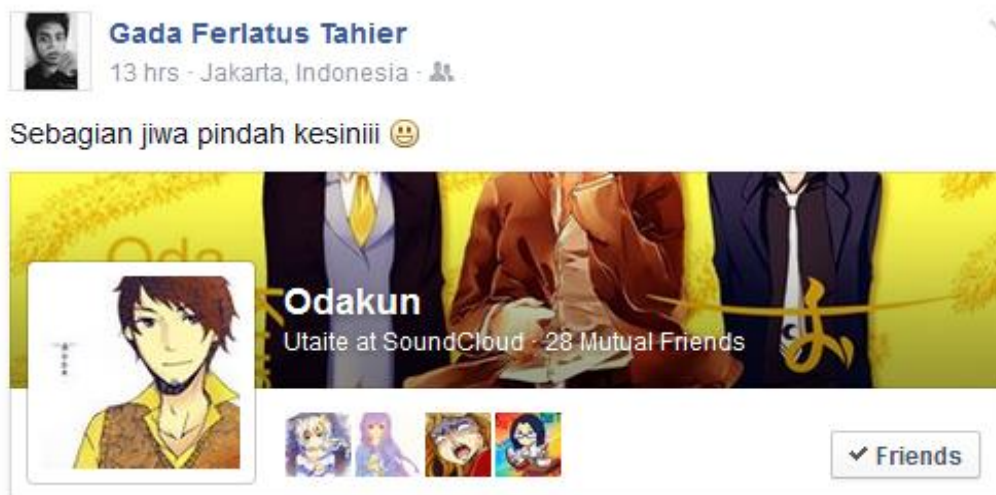 Gada Ferlatus Tahier
13 hrs · Jakarta, Indonesia ·
Sebagian jiwa pindah kesiniii 😃
Oda
Odakun
Utaite at SoundCloud · 28 Mutual Friends
Friends